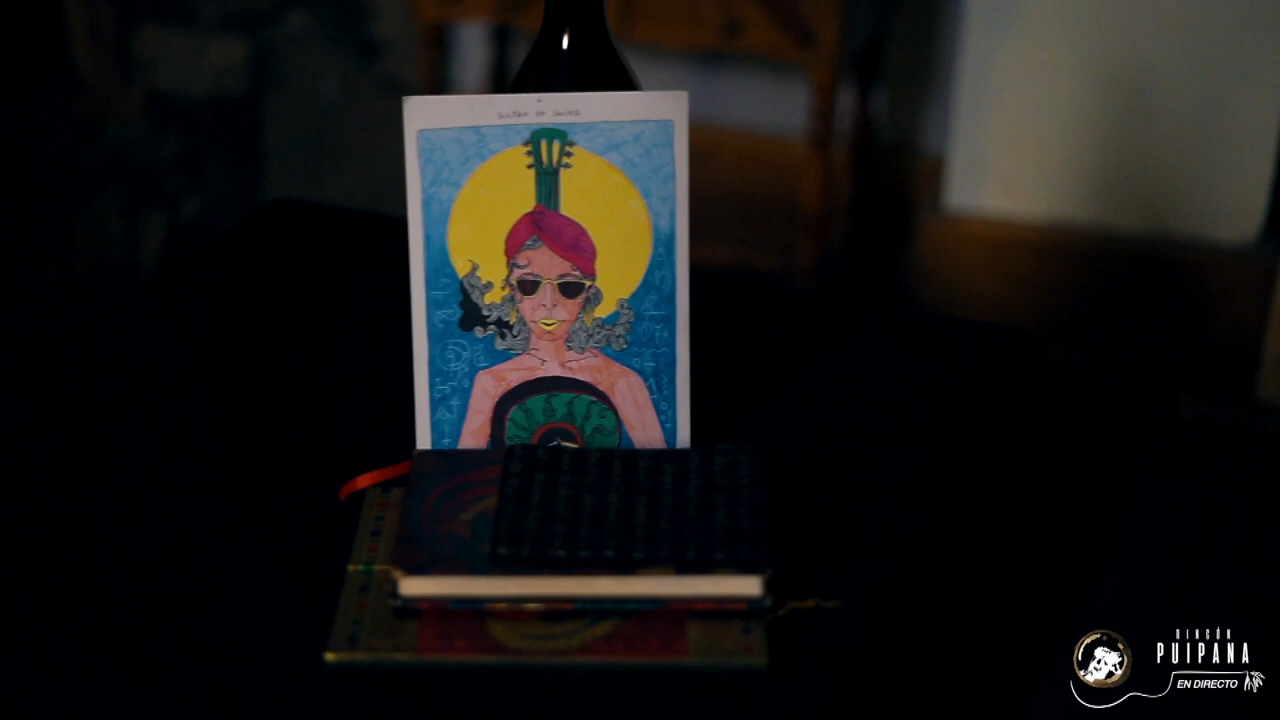 SULTAN OF SWING
RINCÓN
PUIPANA
EN DIRECTO